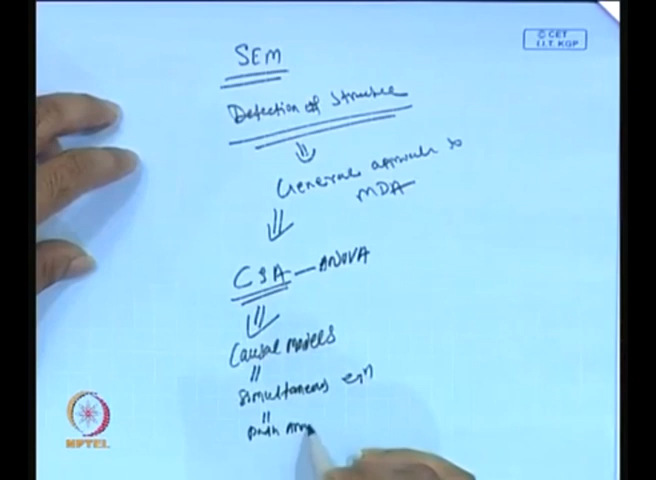 SEM
© CET
I.I.T. KGP
Detection of Structure
General approach to
MDA
CSA — ANOVA
Causal models
Simultaneous eqn
path
NPTEL